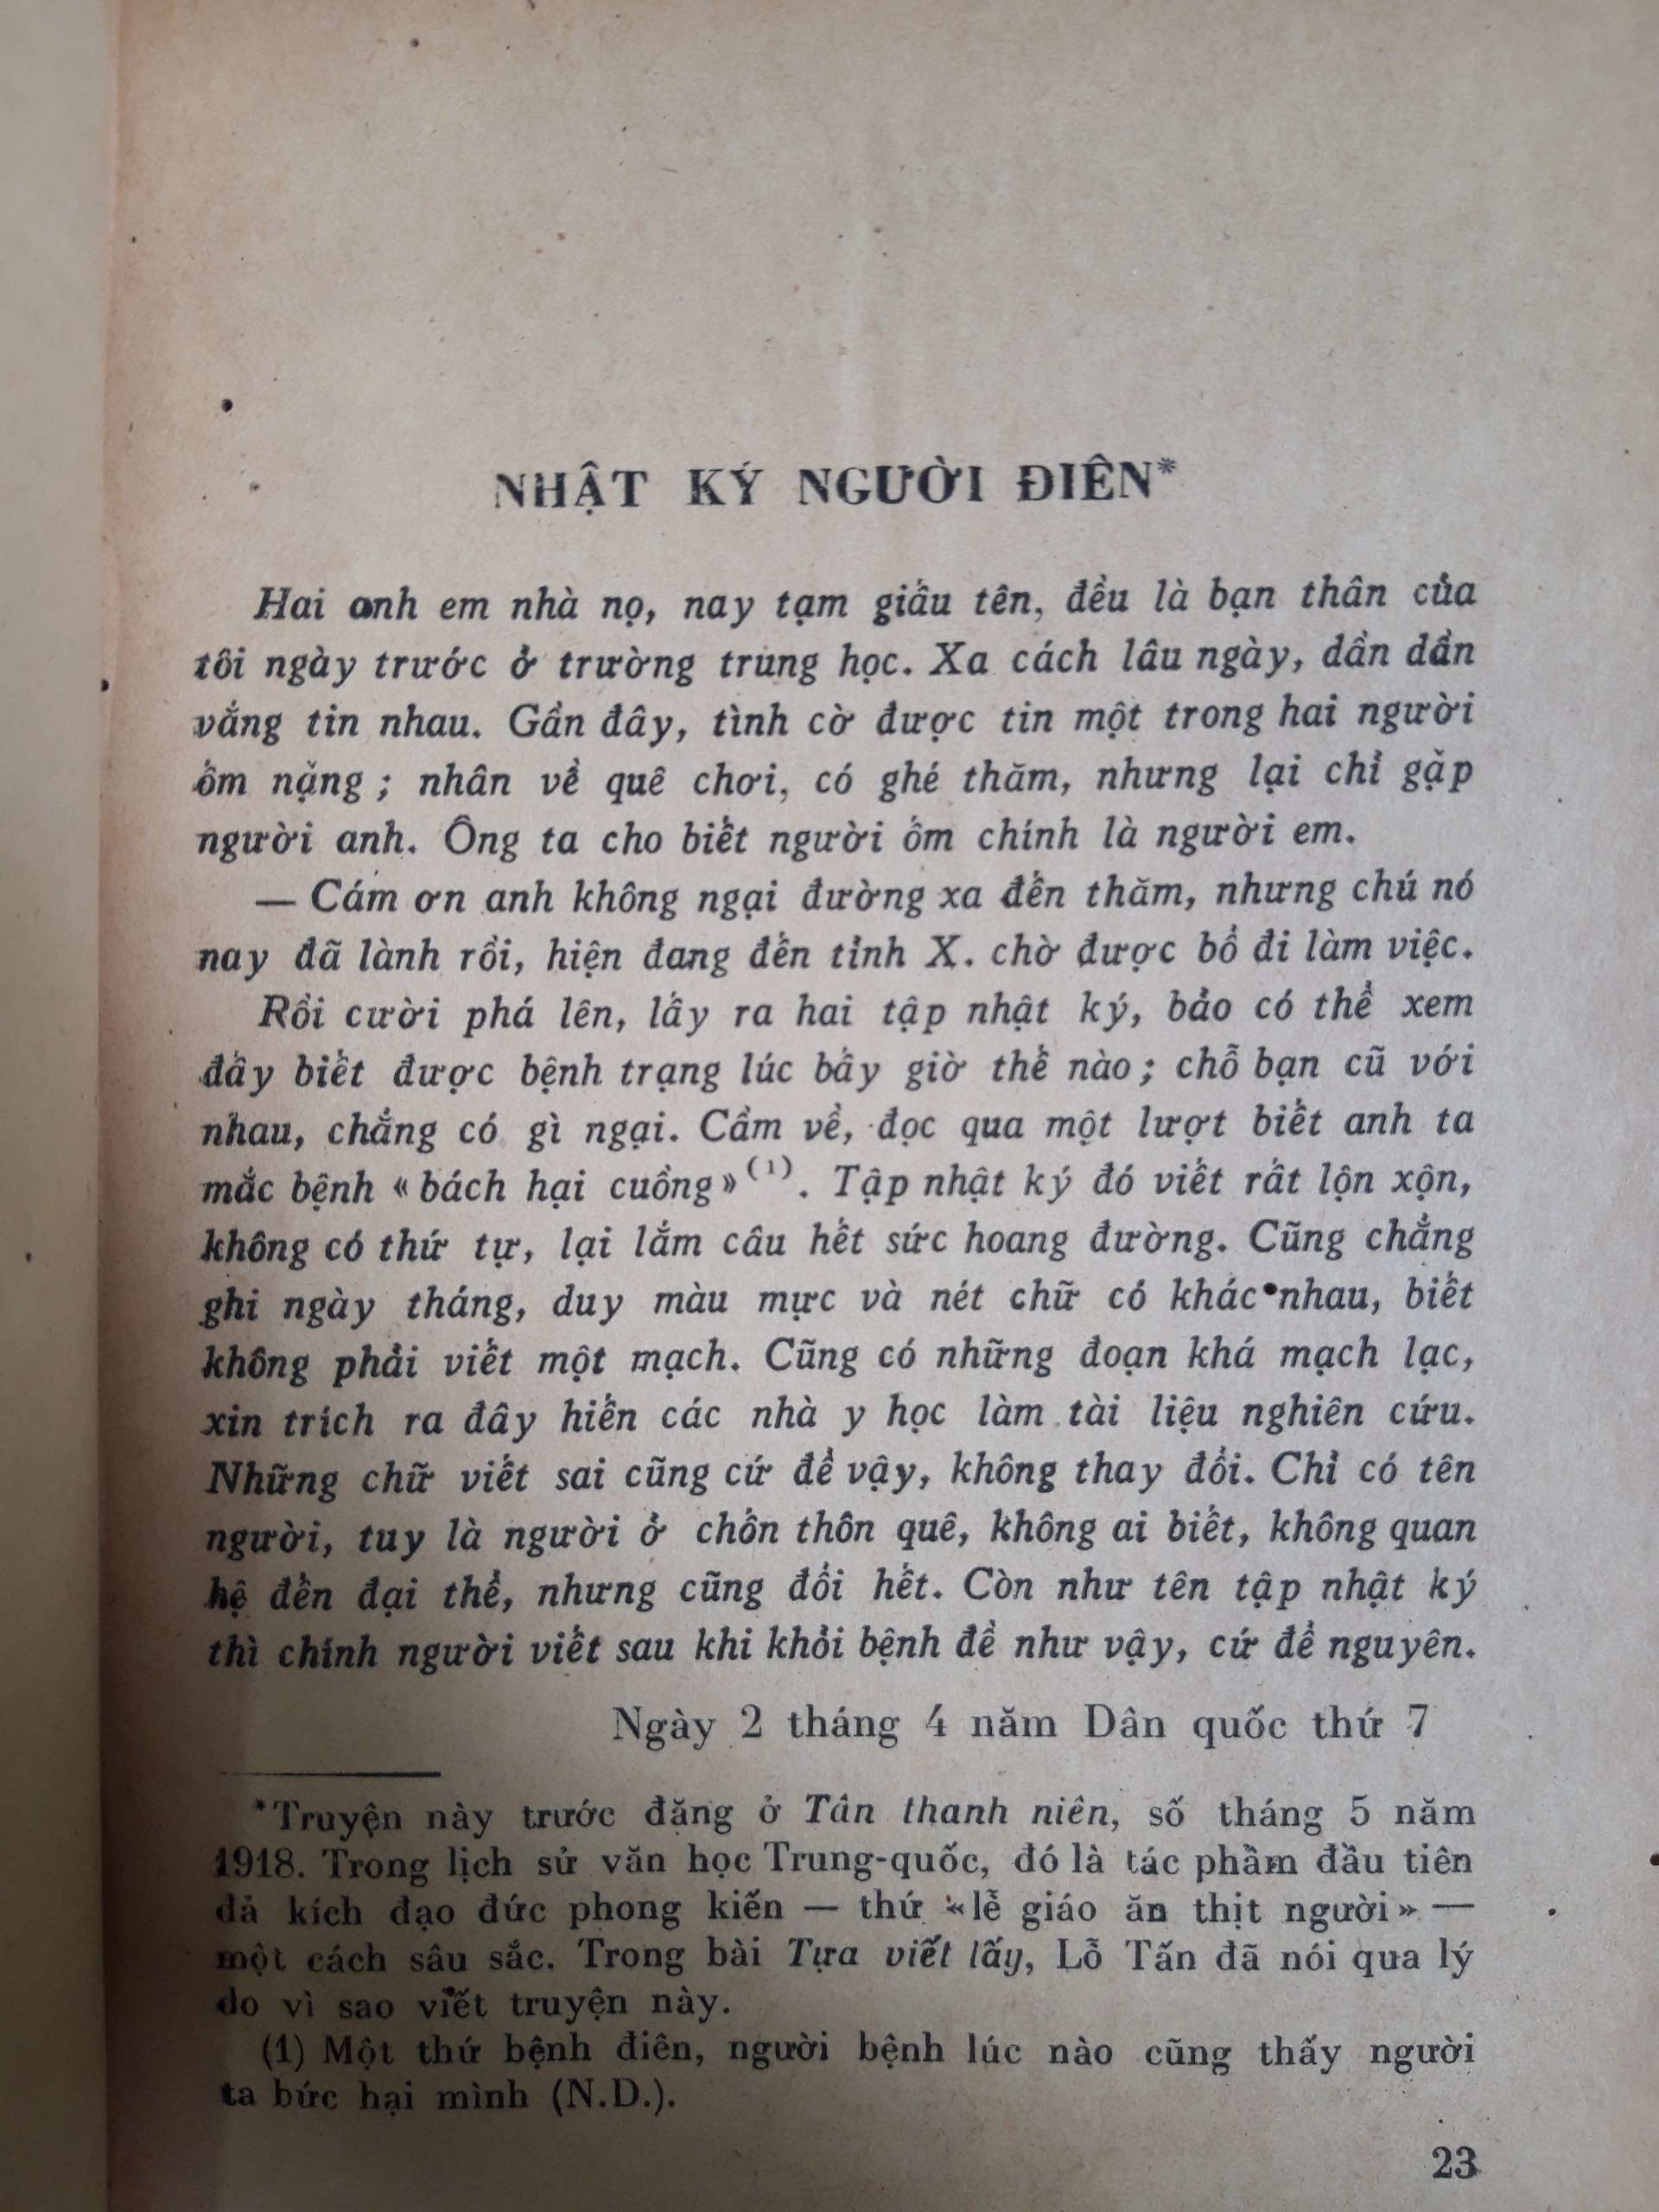 NHẬT KÝ NGƯỜI ĐIÊN*
Hai anh em nhà nọ, nay tạm giấu tên, đều là bạn thân của
tôi ngày trước ở trường trung học. Xa cách lâu ngày, dần dần
vắng tin nhau. Gần đây, tình cờ được tin một trong hai người
ốm nặng ; nhân về quê chơi, có ghé thăm, nhưng lại chỉ gặp
người anh. Ông ta cho biết người ốm chính là người em.
— Cám ơn anh không ngại đường xa đến thăm, nhưng chú nó
nay đã lành rồi, hiện đang đến tỉnh X. chờ được bổ đi làm việc.
Rồi cười phá lên, lấy ra hai tập nhật ký, bảo có thể xem
đấy biết được bệnh trạng lúc bấy giờ thế nào ; chỗ bạn cũ với
nhau, chẳng có gì ngại. Cầm về, đọc qua một lượt biết anh ta
mắc bệnh « bách hại cuồng »(1). Tập nhật ký đó viết rất lộn xộn,
không có thứ tự, lại lắm câu hết sức hoang đường. Cũng chẳng
ghi ngày tháng, duy màu mực và nét chữ có khác nhau, biết
không phải viết một mạch. Cũng có những đoạn khá mạch lạc,
xin trích ra đây hiến các nhà y học làm tài liệu nghiên cứu.
Những chữ viết sai cũng cứ để vậy, không thay đổi. Chỉ có tên
người, tuy là người ở chốn thôn quê, không ai biết, không quan
hệ đến đại thể, nhưng cũng đổi hết. Còn như tên tập nhật ký
thì chính người viết sau khi khỏi bệnh đề như vậy, cứ để nguyên.
Ngày 2 tháng 4 năm Dân quốc thứ 7
*Truyện này trước đăng ở Tân thanh niên, số tháng 5 năm
1918. Trong lịch sử văn học Trung-quốc, đó là tác phẩm đầu tiên
đả kích đạo đức phong kiến — thứ «lễ giáo ăn thịt người» —
một cách sâu sắc. Trong bài Tựa viết lấy, Lỗ Tấn đã nói qua lý
do vì sao viết truyện này.
(1) Một thứ bệnh điên, người bệnh lúc nào cũng thấy người
ta bức hại mình (N.D.).
23